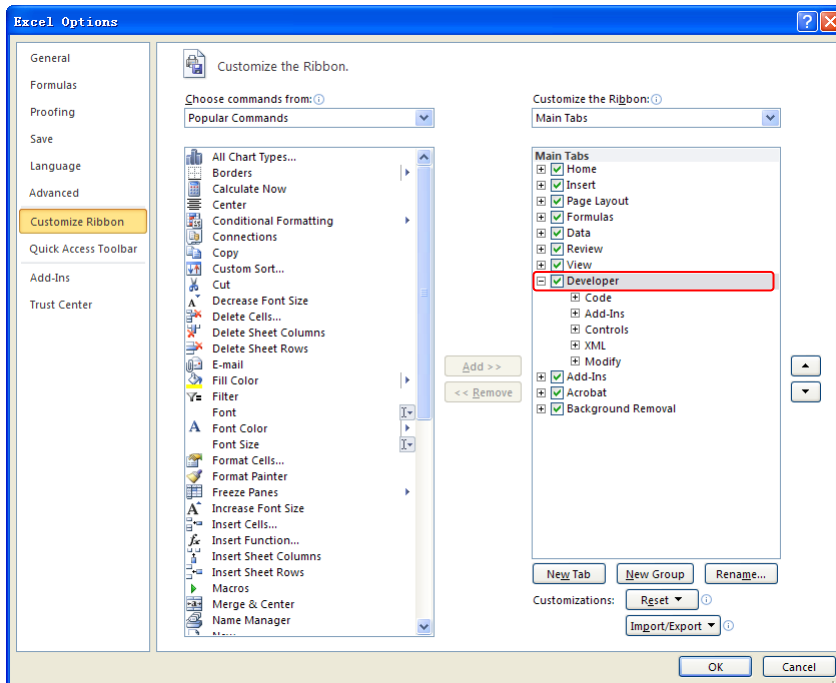 Excel Options
General
Formulas
Proofing
Save
Language
Advanced
Customize Ribbon
Quick Access Toolbar
Add-Ins
Trust Center
Customize the Ribbon.
Choose commands from:
Popular Commands
All Chart Types...
Borders
Calculate Now
Center
Conditional Formatting
Connections
Copy
Custom Sort...
Cut
Decrease Font Size
Delete Cells...
Delete Sheet Columns
Delete Sheet Rows
E-mail
Fill Color
Filter
Font
Font Color
Font Size
Format Cells...
Format Painter
Freeze Panes
Increase Font Size
Insert Cells...
Insert Function...
Insert Sheet Columns
Insert Sheet Rows
Macros
Merge & Center
Name Manager
Add >>
<< Remove
Customize the Ribbon:
Main Tabs
Main Tabs
Home
Insert
Page Layout
Formulas
Data
Review
View
Developer
Code
Add-Ins
Controls
XML
Modify
Add-Ins
Acrobat
Background Removal
New Tab New Group Rename...
Customizations: Reset
Import/Export
OK Cancel